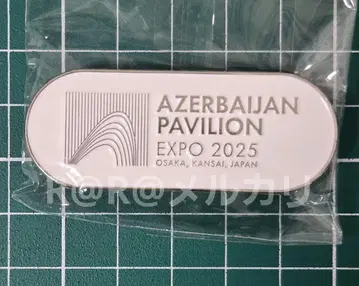 AZERBAIJAN
PAVILION
EXPO 2025
OSAKA, KANSAI, JAPAN
R@R@メルカリ